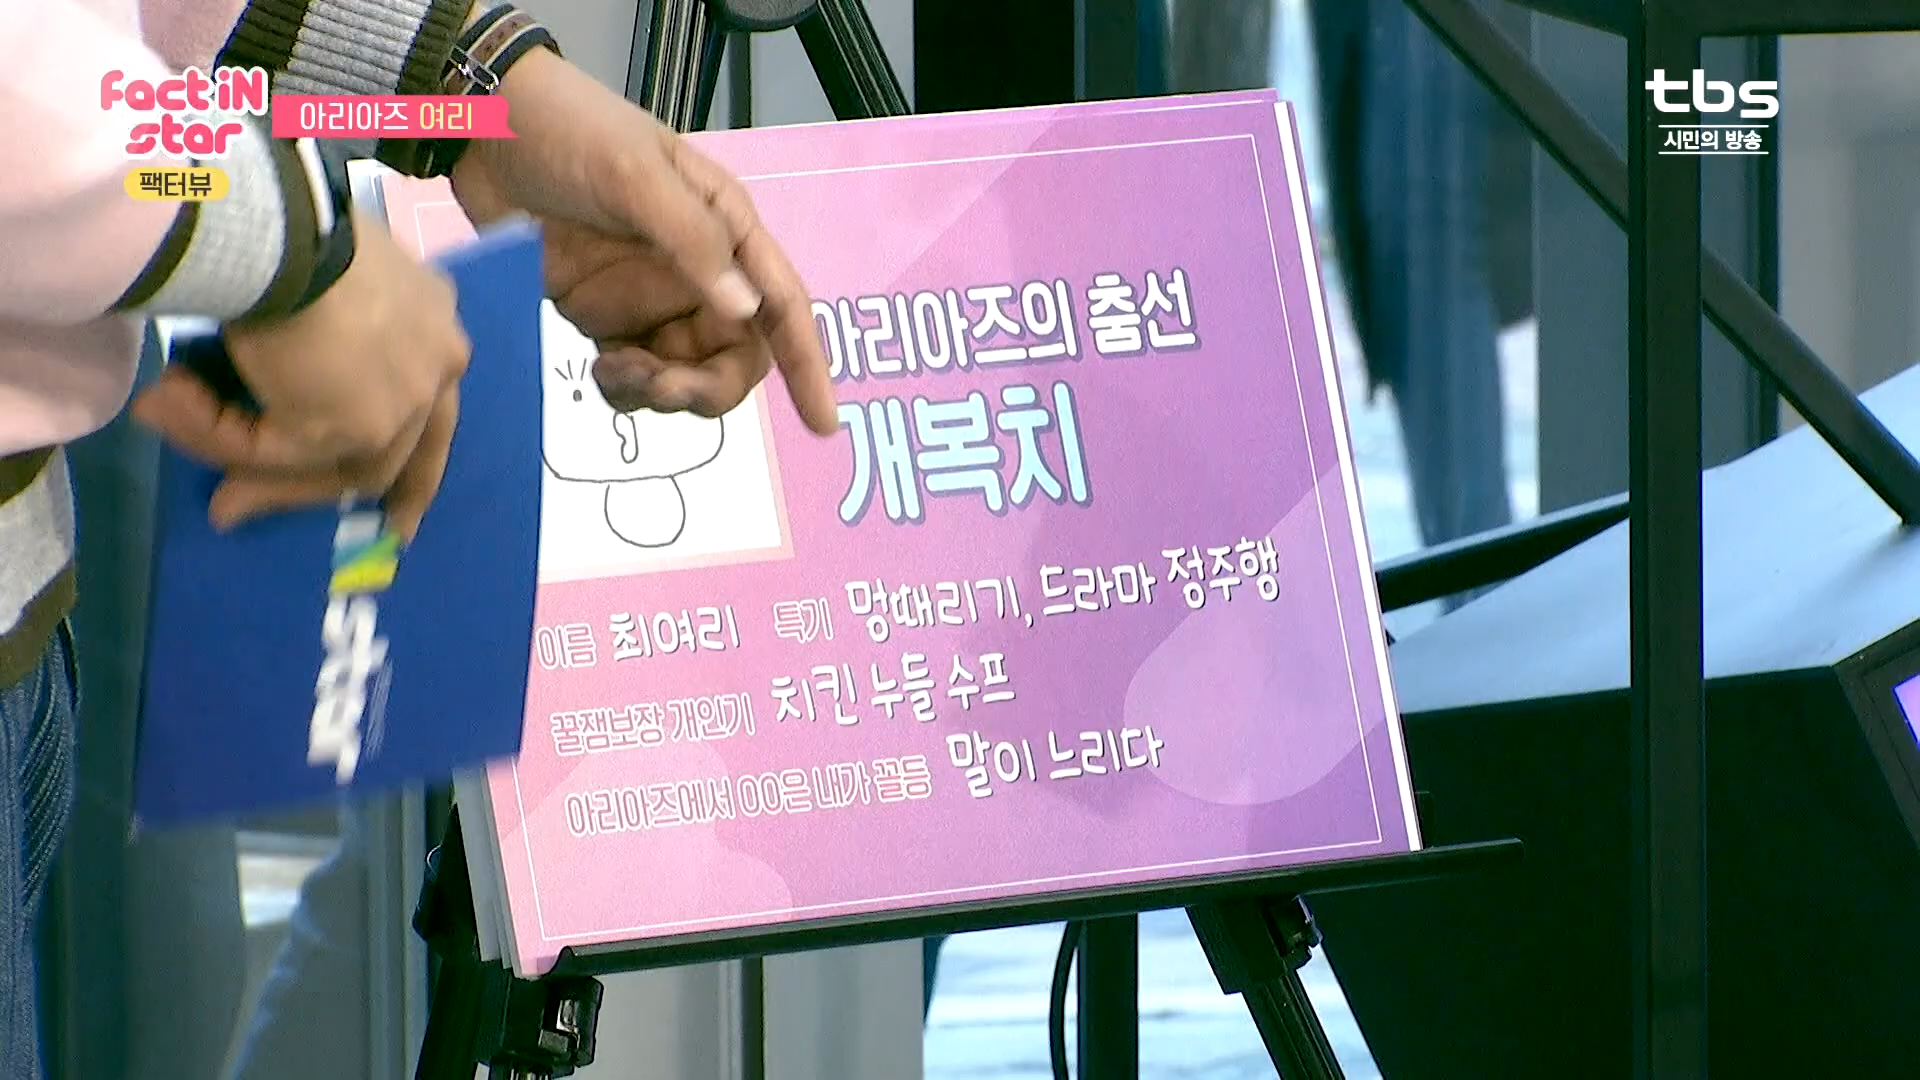 Fact iN
star
아리아즈 여리
팩터뷰
tbs
시민의 방송
아리아즈의 춤선
개복치
이름 최여리 특기 멍때리기, 드라마 정주행
꿀잼보장 개인기 치킨 누들 수프
아리아즈에서 OO은 내가 꼴등 말이 느리다